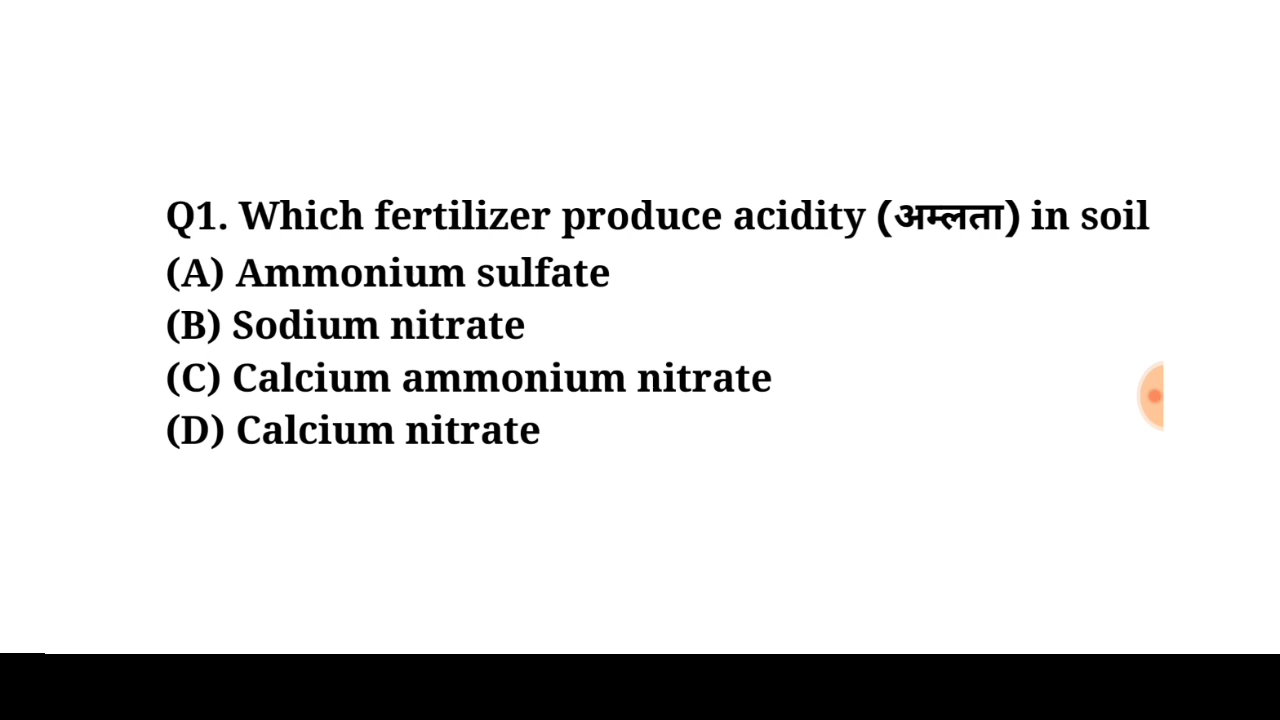 Q1. Which fertilizer produce acidity (अम्लता) in soil
(A) Ammonium sulfate
(B) Sodium nitrate
(C) Calcium ammonium nitrate
(D) Calcium nitrate